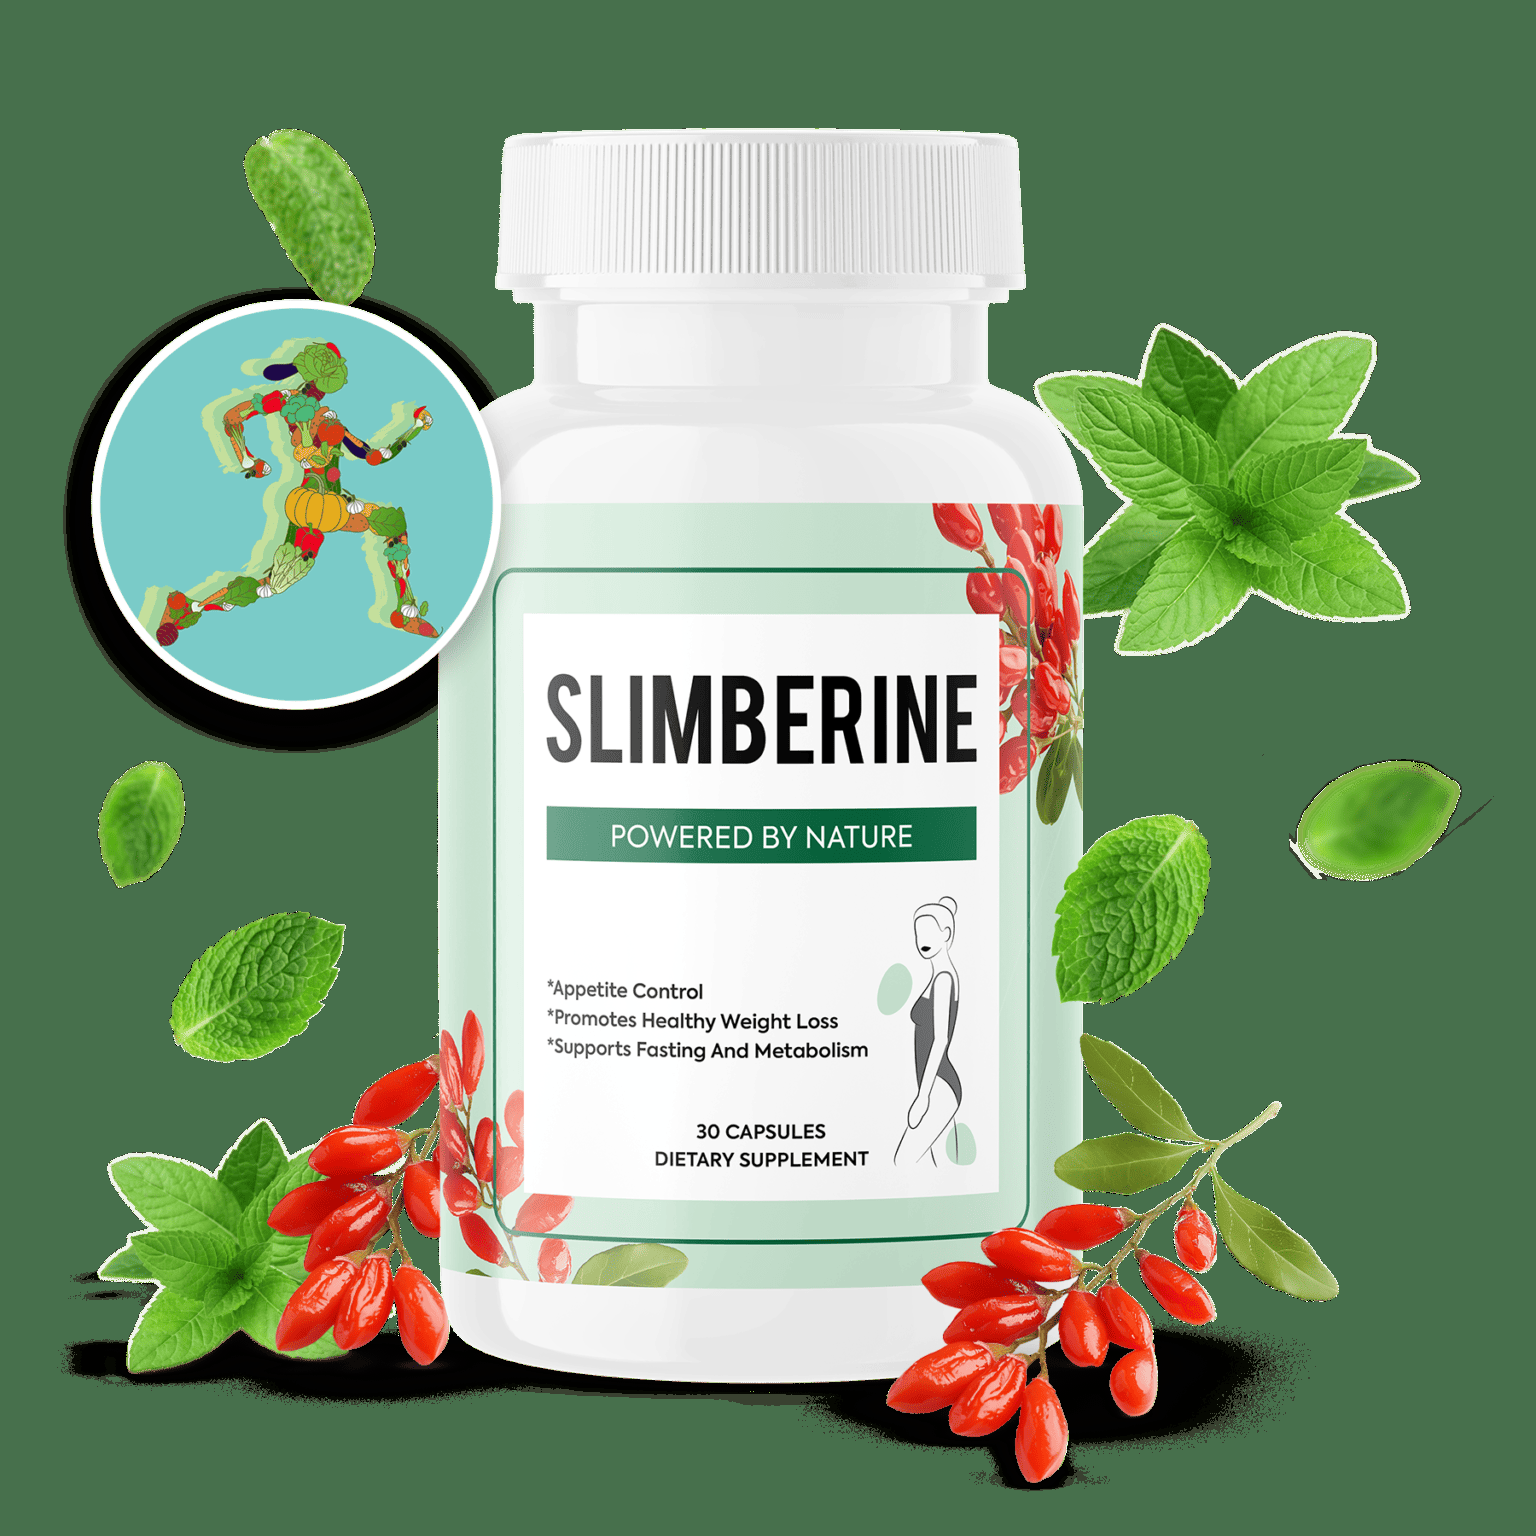 SLIMBERINE
POWERED BY NATURE
*Appetite Control
*Promotes Healthy Weight Loss
*Supports Fasting And Metabolism
30 CAPSULES
DIETARY SUPPLEMENT